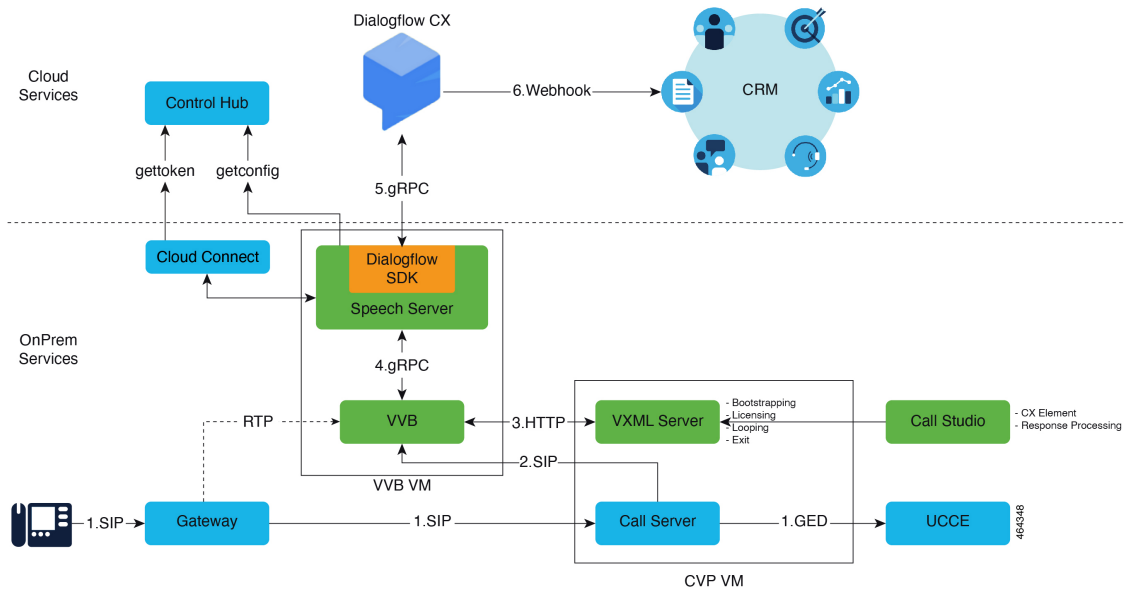 Dialogflow CX
Cloud
Services
Control Hub
6.Webhook
CRM
gettoken
getconfig
5.gRPC
Cloud Connect
Dialogflow
SDK
Speech Server
OnPrem
Services
4.gRPC
RTP
VVB
3.HTTP
VXML Server
- Bootstrapping
- Licensing
- Looping
- Exit
Call Studio
- CX Element
- Response Processing
2.SIP
VVB VM
1.SIP
Gateway
1.SIP
Call Server
1.GED
UCCE
464348
CVP VM